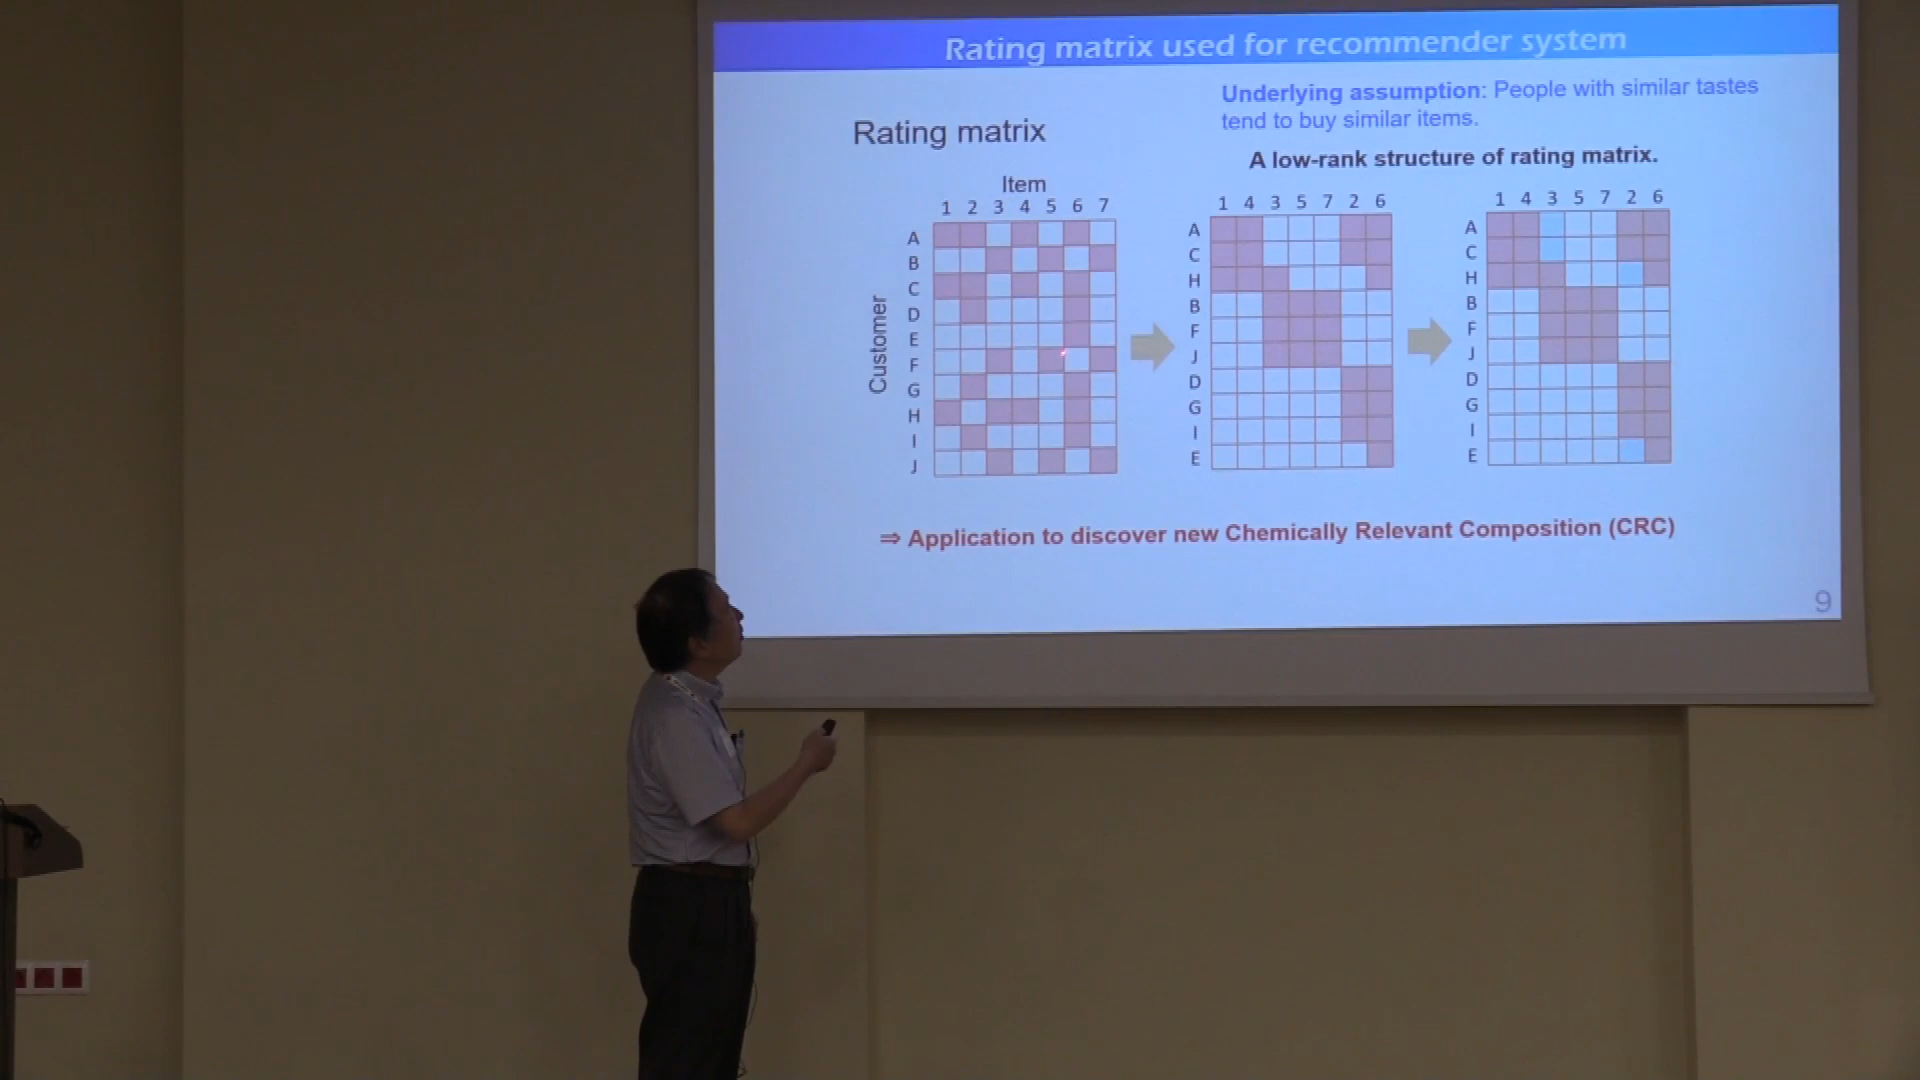 Rating matrix used for recommender system
Underlying assumption: People with similar tastes
tend to buy similar items.
Rating matrix
A low-rank structure of rating matrix.
Item
1 2 3 4 5 6 7
Customer
A
B
C
D
E
F
G
H
I
J
1 4 3 5 7 2 6
A
C
H
B
F
J
D
G
I
E
1 4 3 5 7 2 6
A
C
H
B
F
J
D
G
I
E
⇒ Application to discover new Chemically Relevant Composition (CRC)
9